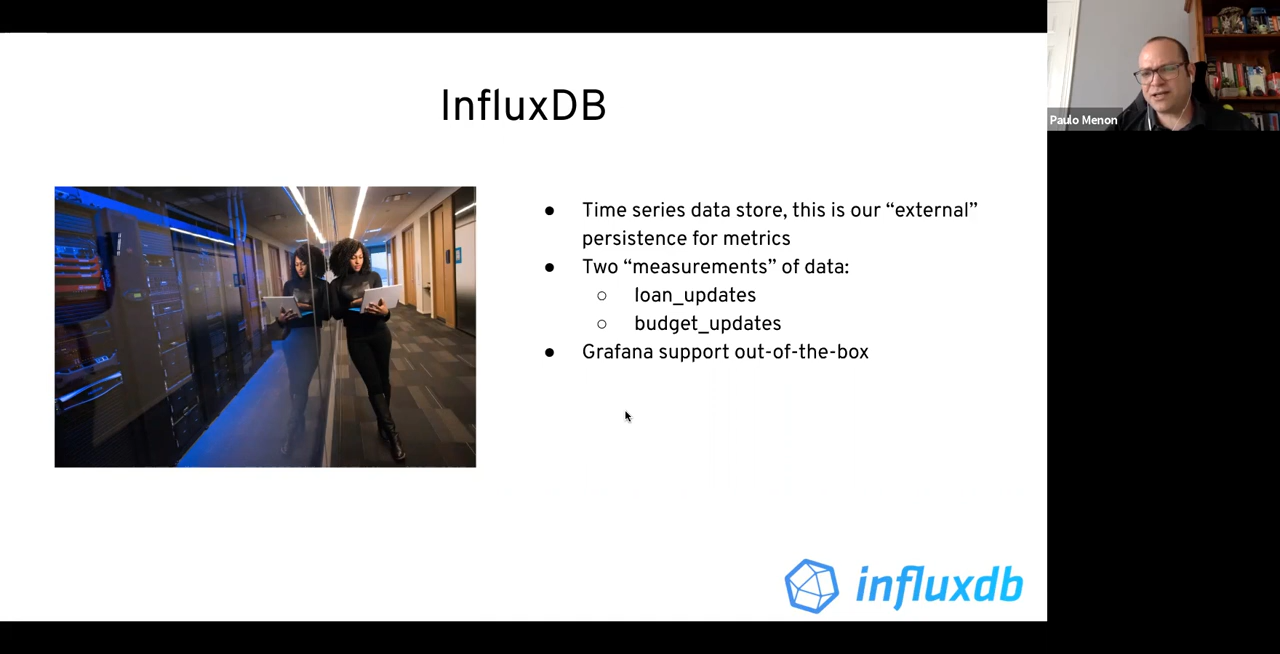 InfluxDB
Paulo Menon
● Time series data store, this is our “external”
persistence for metrics
● Two “measurements” of data:
○ loan_updates
○ budget_updates
● Grafana support out-of-the-box
influxdb